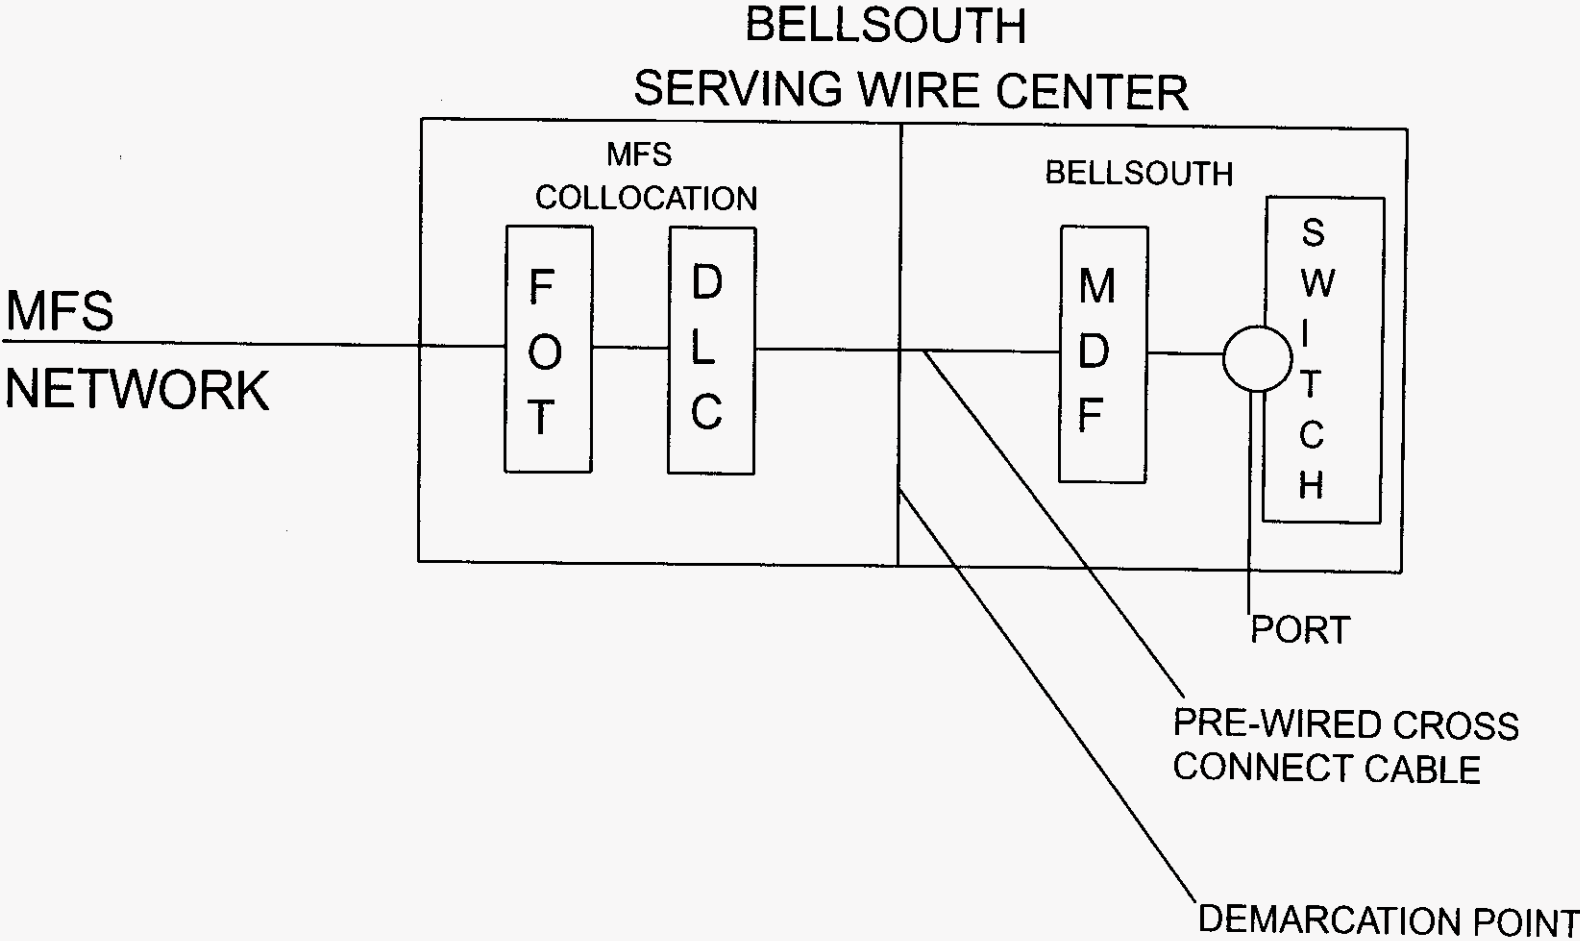 BELLSOUTH
SERVING WIRE CENTER
MFS
COLLOCATION
BELLSOUTH
MFS
NETWORK
F
O
T
D
L
C
M
D
F
S
W
I
T
C
H
PORT
PRE-WIRED CROSS
CONNECT CABLE
DEMARCATION POINT